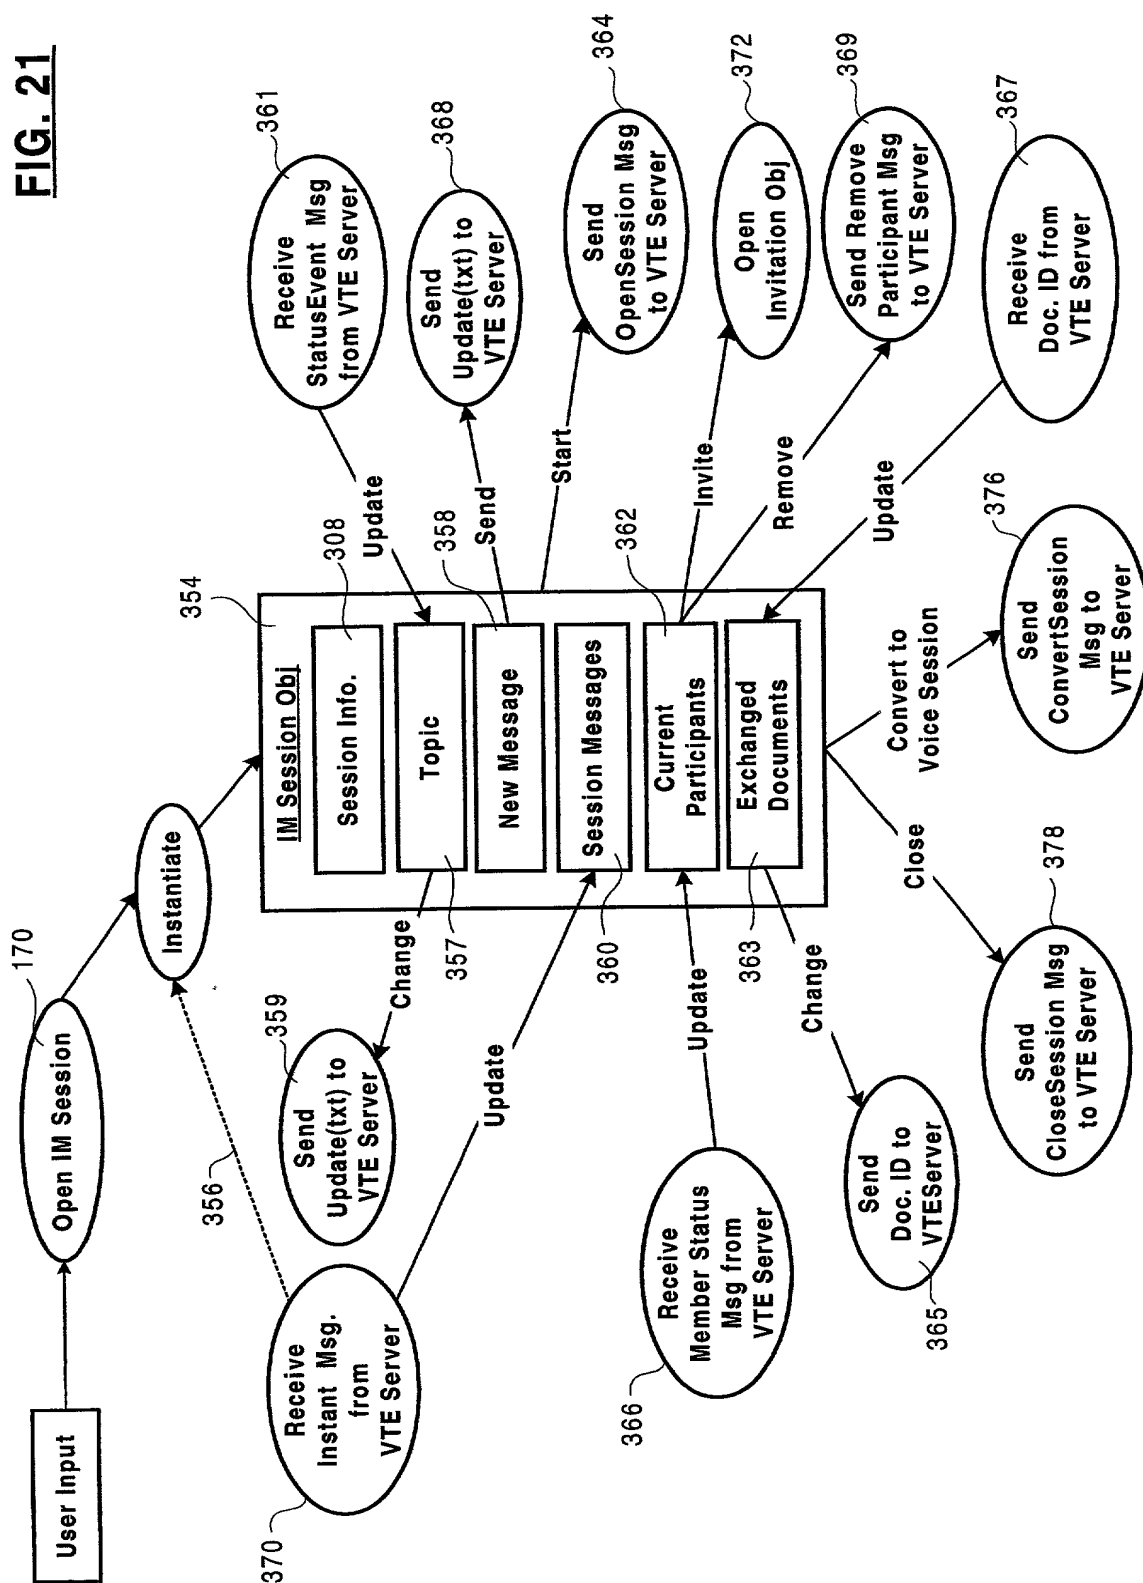 FIG. 21
User Input
Open IM Session
170
Instantiate
356
370
Receive
Instant Msg.
from
VTE Server
359
Send
Update(txt) to
VTE Server
Change
Update
354
IM Session Obj
Session Info.
308
Topic
357
New Message
358
Session Messages
360
Current
Participants
362
Exchanged
Documents
363
Update
361
Receive
StatusEvent Msg
from VTE Server
Send
368
Send
Update(txt) to
VTE Server
Start
364
Send
OpenSession Msg
to VTE Server
Invite
372
Open
Invitation Obj
Remove
369
Send Remove
Participant Msg
to VTE Server
Update
367
Receive
Doc. ID from
VTE Server
Update
366
Receive
Member Status
Msg from
VTE Server
Change
365
Send
Doc. ID to
VTEServer
Close
378
Send
CloseSession Msg
to VTE Server
Convert to
Voice Session
376
Send
ConvertSession
Msg to
VTE Server